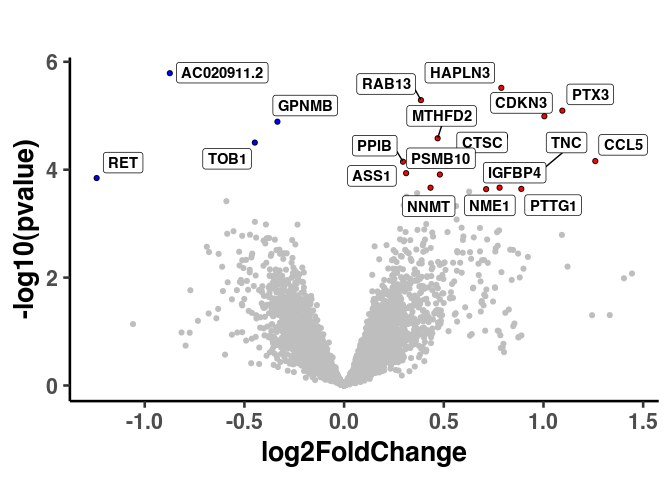 6
AC020911.2
HAPLN3
RAB13
PTX3
CDKN3
GPNMB
MTHFD2
TOB1
PPIB
CTSC
TNC
CCL5
4
RET
PSMB10
ASS1
IGFBP4
NNMT
NME1
PTTG1
-log10(pvalue)
2
0
-1.0
-0.5
0.0
0.5
1.0
1.5
log2FoldChange